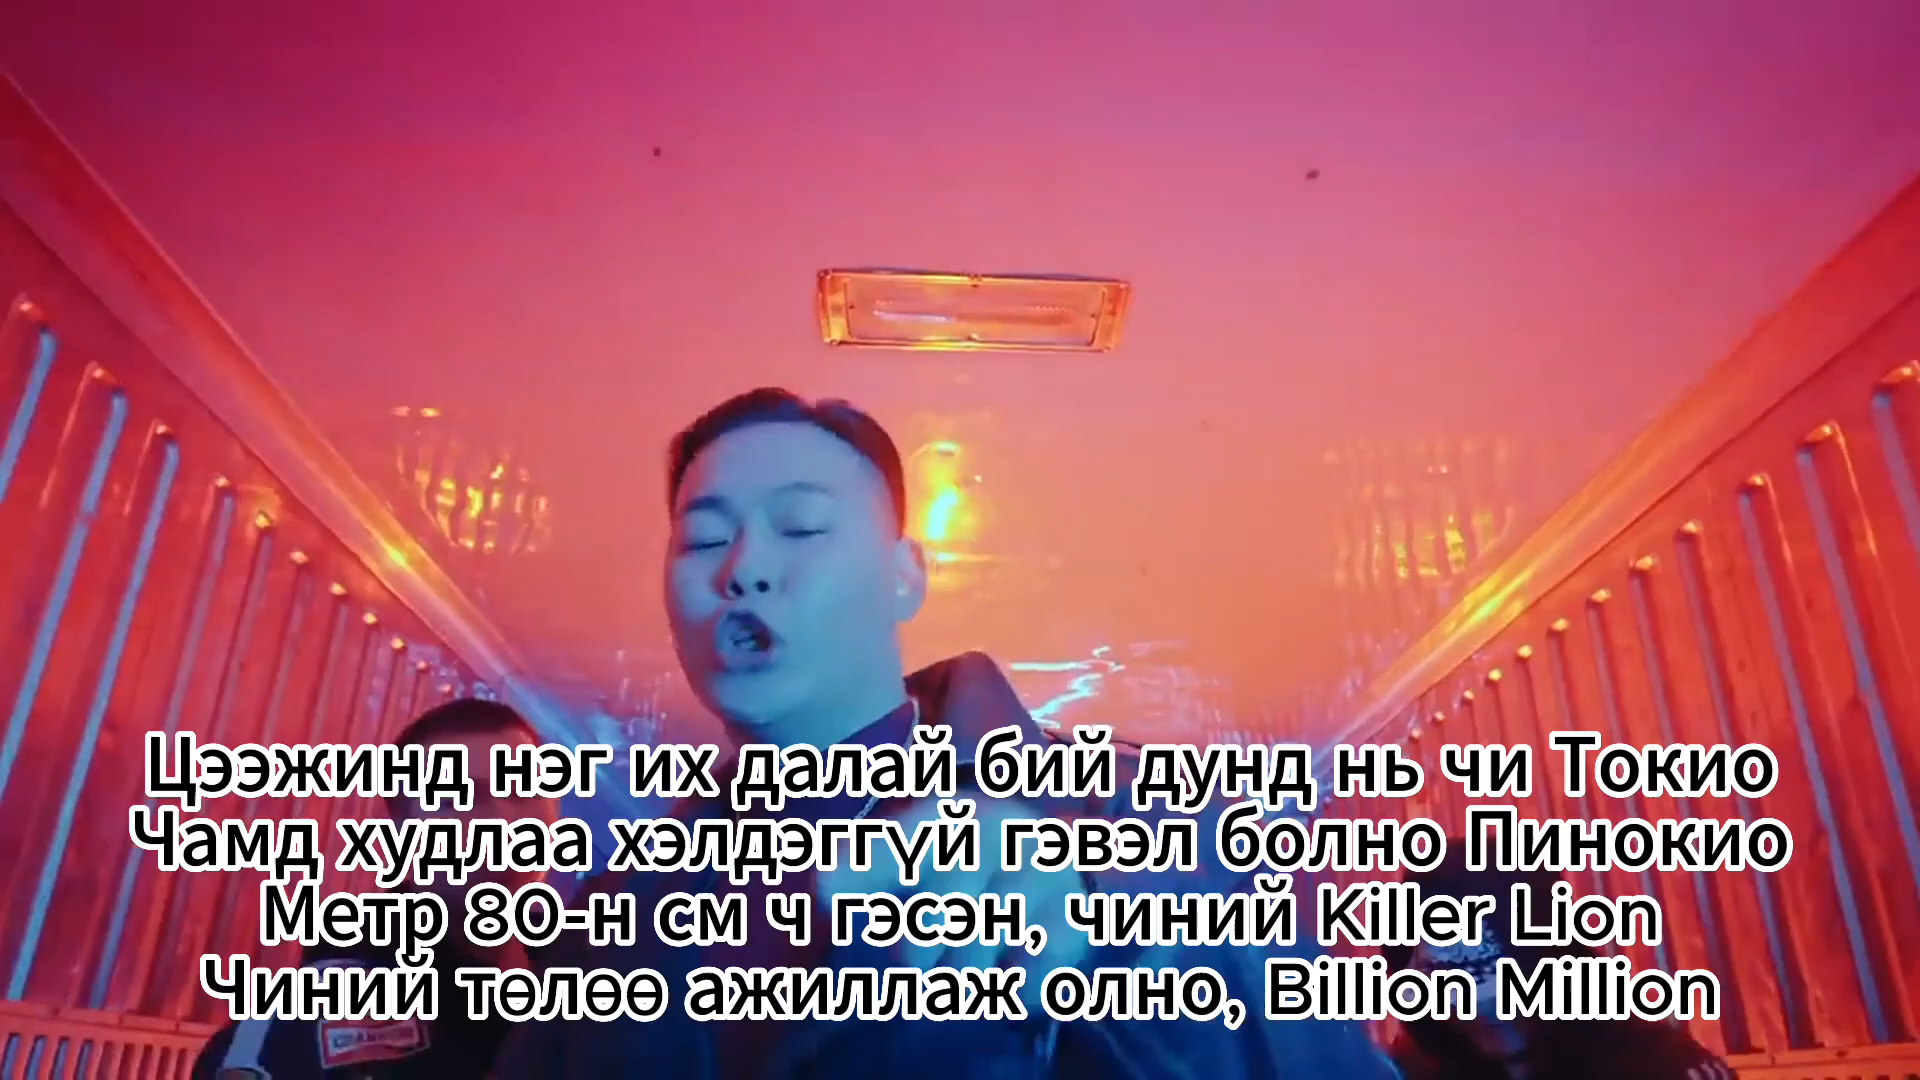 Цээжинд нэг их далай бий дунд нь чи Токио
Чамд худлаа хэлдэггүй гэвэл болно Пинокио
Метр 80-н см ч гэсэн, чиний Killer Lion
Чиний төлөө ажиллаж олно, Billion Million